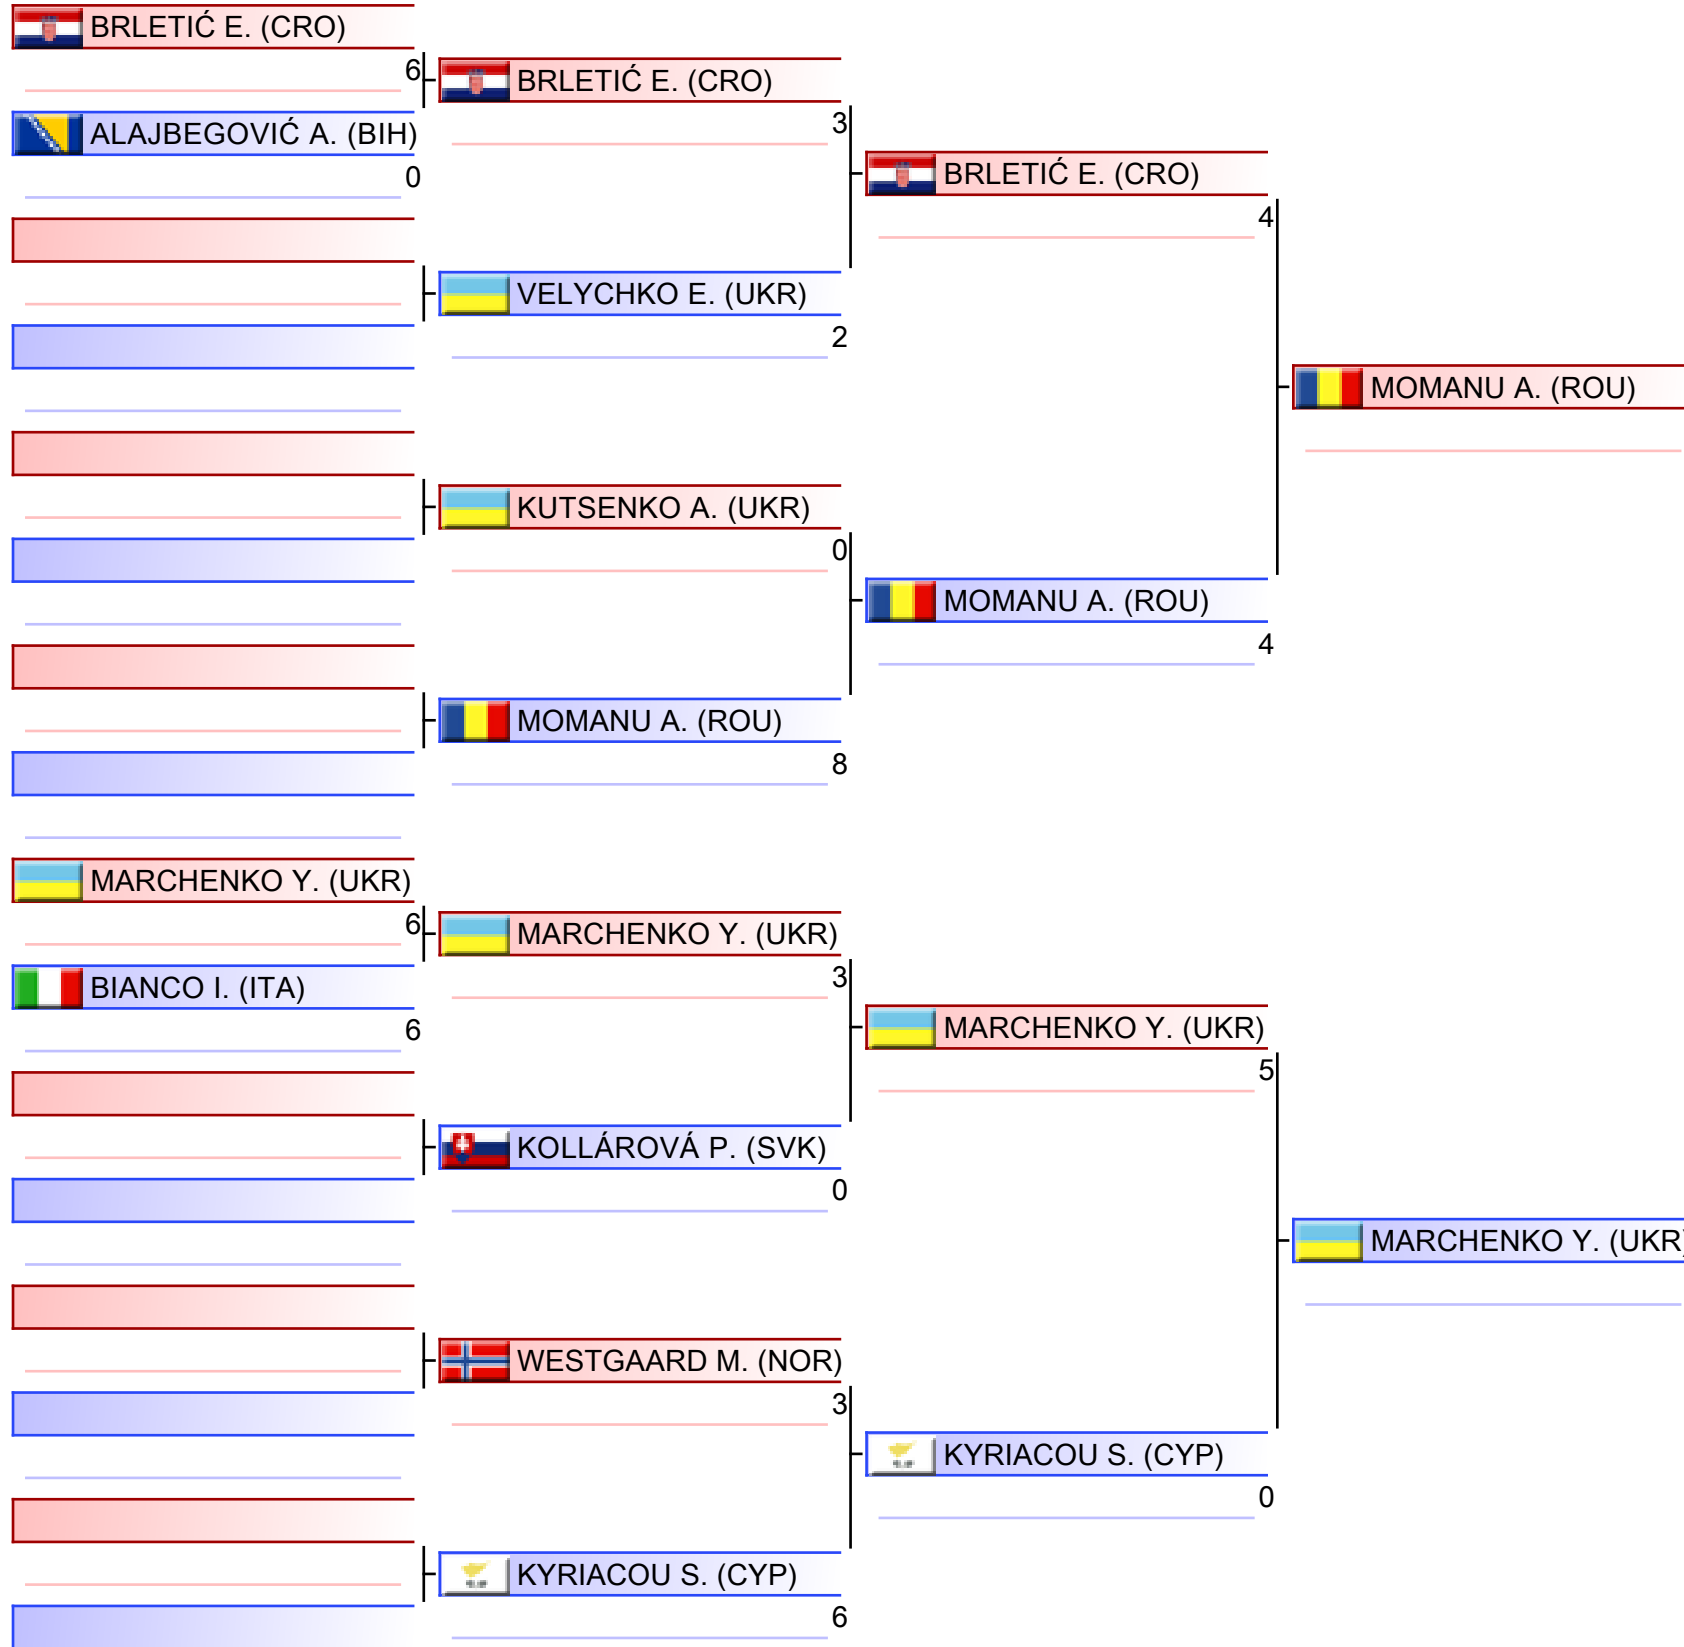 BRLETIĆ E. (CRO)
6
ALAJBEGOVIĆ A. (BIH)
0
MARCHENKO Y. (UKR)
6
BIANCO I. (ITA)
6
BRLETIĆ E. (CRO)
3
VELYCHKO E. (UKR)
2
KUTSENKO A. (UKR)
0
MOMANU A. (ROU)
8
MARCHENKO Y. (UKR)
3
KOLLÁROVÁ P. (SVK)
0
WESTGAARD M. (NOR)
3
KYRIACOU S. (CYP)
6
BRLETIĆ E. (CRO)
4
MOMANU A. (ROU)
4
MARCHENKO Y. (UKR)
5
KYRIACOU S. (CYP)
0
MOMANU A. (ROU)
MARCHENKO Y. (UKR)